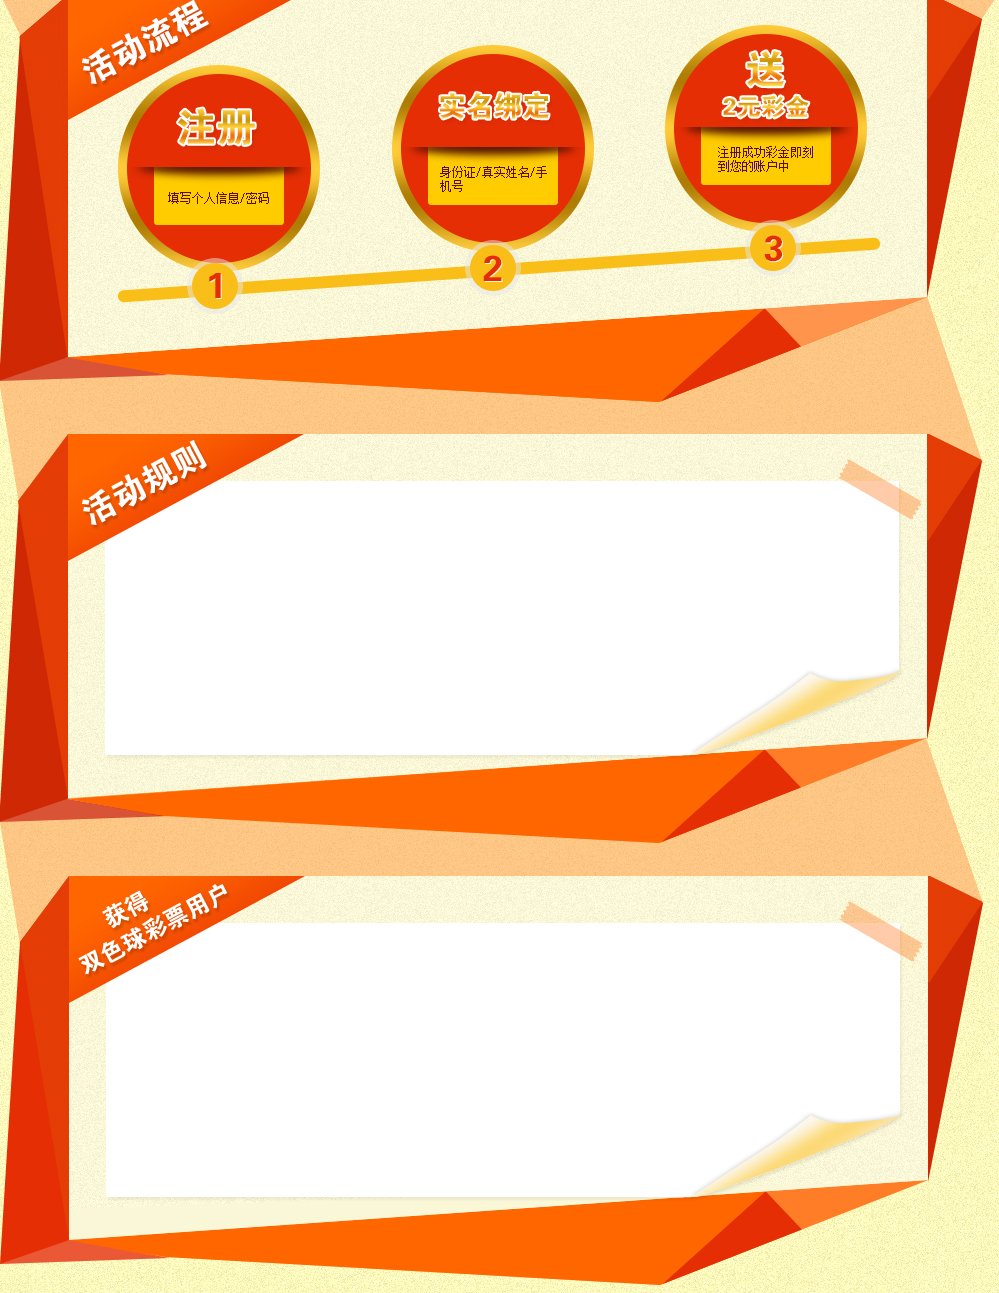 活动流程
注册
填写个人信息/密码
1
实名绑定
身份证/真实姓名/手
机号
2
送
2元彩金
注册成功彩金即刻
到您的账户中
3
活动规则
获得
双色球彩票用户